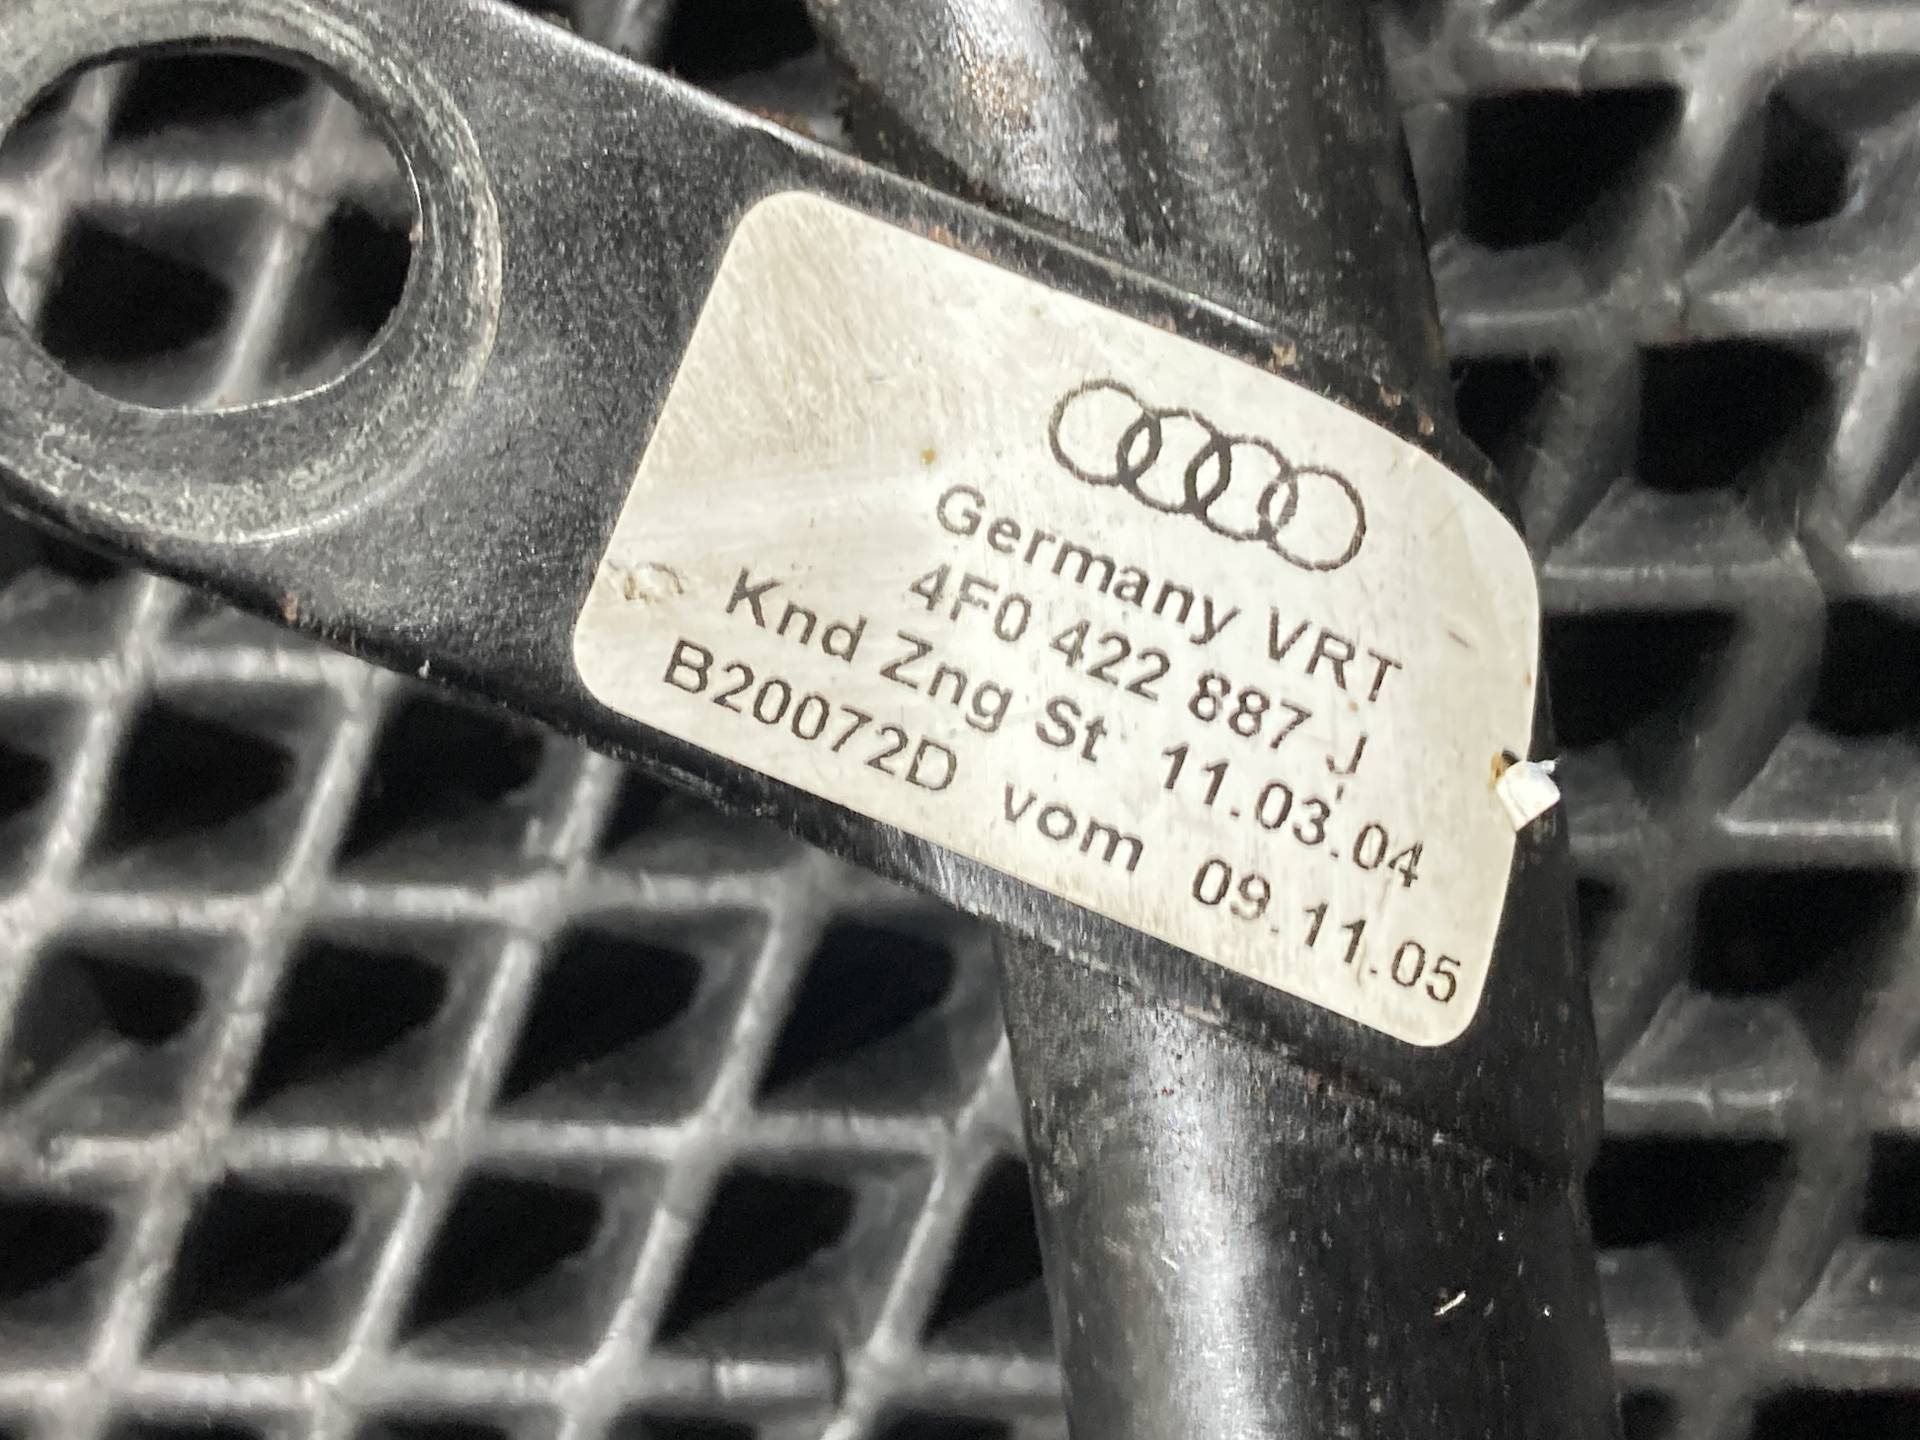 Germany VRT
4F0 422 887 J
Knd Zng St 11.03.04
B20072D vom 09.11.05